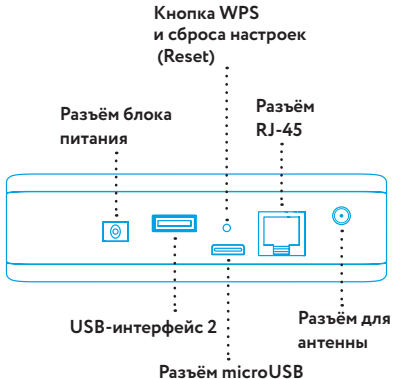 Кнопка WPS
и сброса настроек
(Reset)
Разъём блока
питания
Разъём
RJ-45
USB-интерфейс 2
Разъём для
антенны
Разъём microUSB